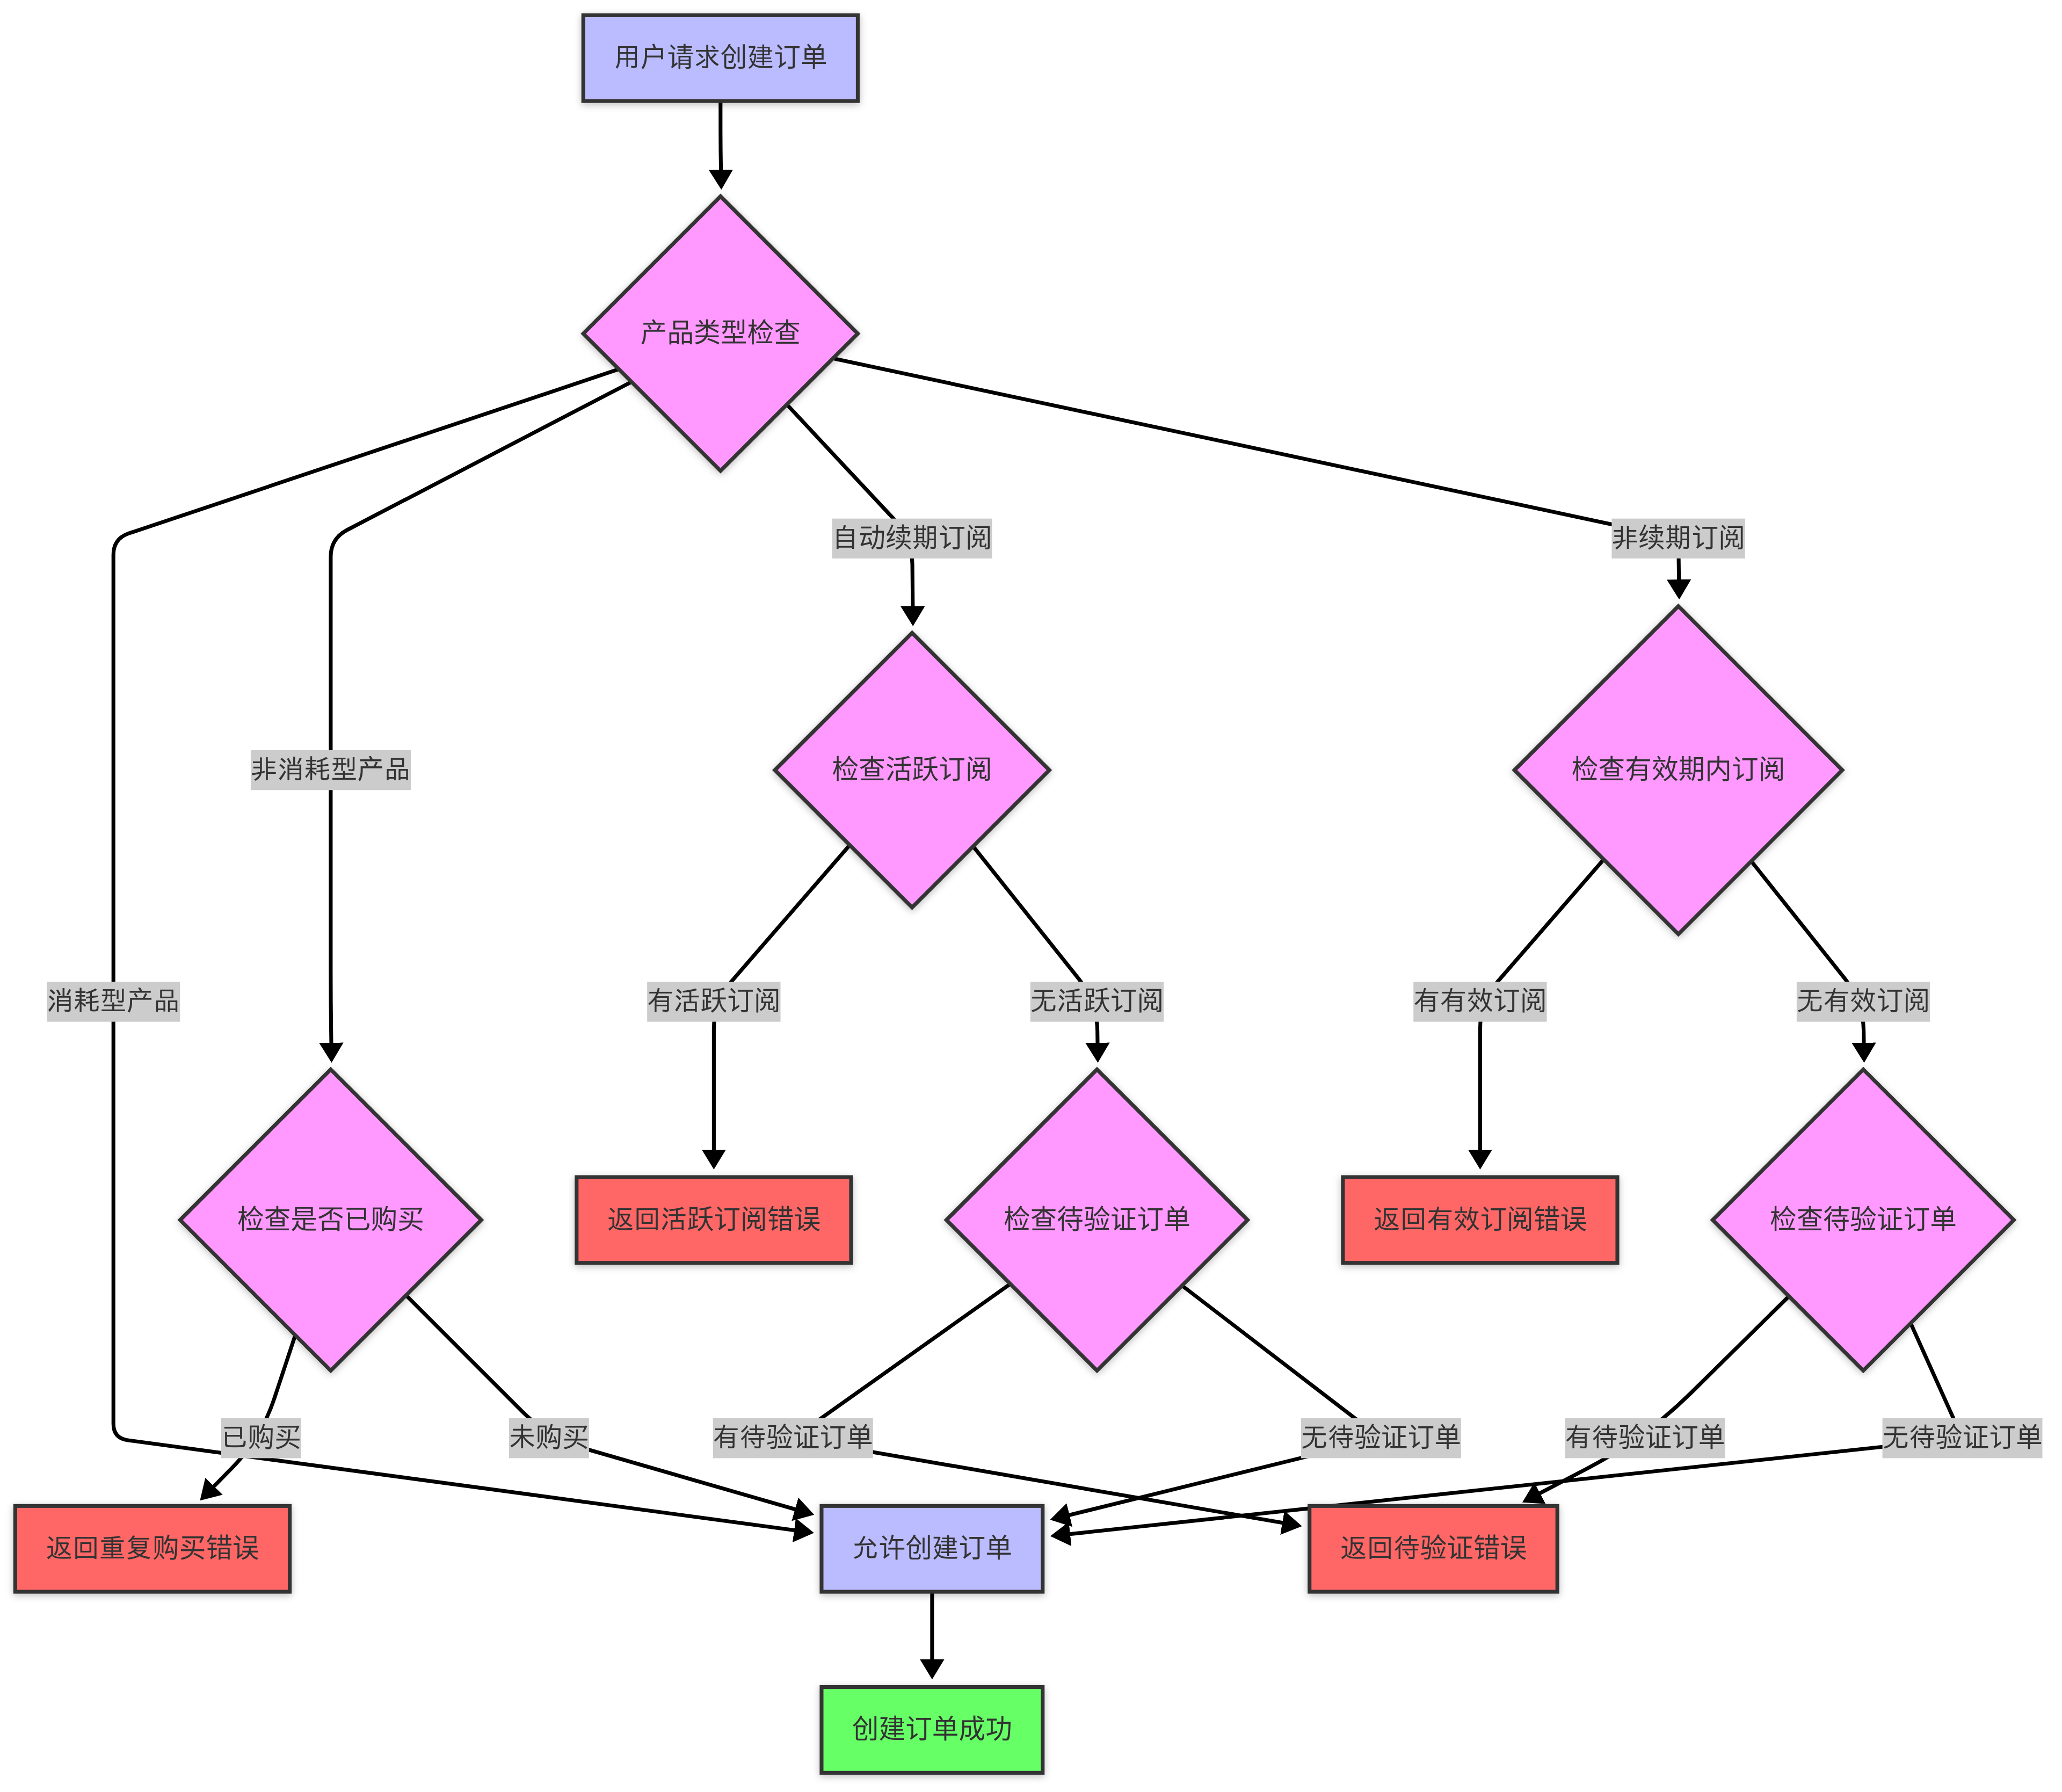 用户请求创建订单
产品类型检查
自动续期订阅
非续期订阅
非消耗型产品
检查活跃订阅
检查有效期内订阅
消耗型产品
有活跃订阅
无活跃订阅
有有效订阅
无有效订阅
检查是否已购买
返回活跃订阅错误
检查待验证订单
返回有效订阅错误
检查待验证订单
已购买
未购买
有待验证订单
无待验证订单
有待验证订单
无待验证订单
返回重复购买错误
允许创建订单
返回待验证错误
创建订单成功